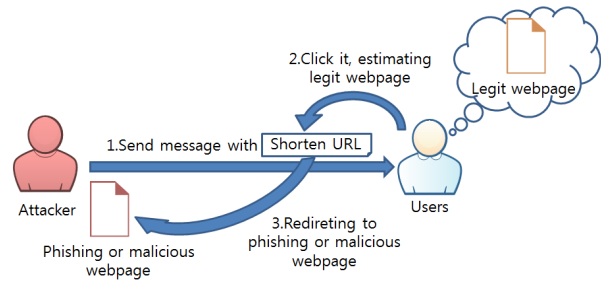 2.Click it, estimating
legit webpage
Legit webpage
1.Send message with
Shorten URL
Attacker
Users
3.Redireting to
phishing or malicious
webpage
Phishing or malicious
webpage